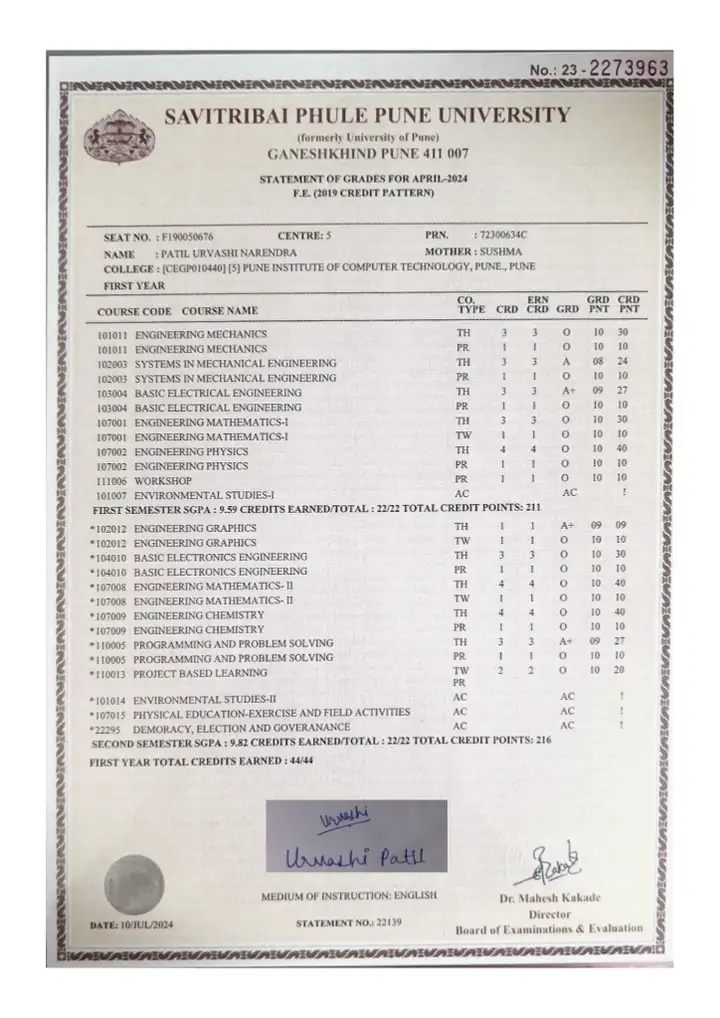 No.: 23 - 2273963
SAVITRIBAI PHULE PUNE UNIVERSITY
(formerly University of Pune)
GANESHKHIND PUNE 411 007
STATEMENT OF GRADES FOR APRIL-2024
F.E. (2019 CREDIT PATTERN)
SEAT NO. : F190050676 CENTRE: 5 PRN. : 72300634C
NAME : PATIL URVASHI NARENDRA MOTHER : SUSHMA
COLLEGE : [CEGP010440] [5] PUNE INSTITUTE OF COMPUTER TECHNOLOGY, PUNE., PUNE
FIRST YEAR
COURSE CODE COURSE NAME CO. TYPE CRD ERN CRD GRD GRD PNT CRD PNT
101011 ENGINEERING MECHANICS TH 3 3 O 10 30
101011 ENGINEERING MECHANICS PR 1 1 O 10 10
102003 SYSTEMS IN MECHANICAL ENGINEERING TH 3 3 A 08 24
102003 SYSTEMS IN MECHANICAL ENGINEERING PR 1 1 O 10 10
103004 BASIC ELECTRICAL ENGINEERING TH 3 3 A+ 09 27
103004 BASIC ELECTRICAL ENGINEERING PR 1 1 O 10 10
107001 ENGINEERING MATHEMATICS-I TH 3 3 O 10 30
107001 ENGINEERING MATHEMATICS-I TW 1 1 O 10 10
107002 ENGINEERING PHYSICS TH 4 4 O 10 40
107002 ENGINEERING PHYSICS PR 1 1 O 10 10
111006 WORKSHOP PR 1 1 O 10 10
101007 ENVIRONMENTAL STUDIES-I AC AC !
FIRST SEMESTER SGPA : 9.59 CREDITS EARNED/TOTAL : 22/22 TOTAL CREDIT POINTS: 211
*102012 ENGINEERING GRAPHICS TH 1 1 A+ 09 09
*102012 ENGINEERING GRAPHICS TW 1 1 O 10 10
*104010 BASIC ELECTRONICS ENGINEERING TH 3 3 O 10 30
*104010 BASIC ELECTRONICS ENGINEERING PR 1 1 O 10 10
*107008 ENGINEERING MATHEMATICS- II TH 4 4 O 10 40
*107008 ENGINEERING MATHEMATICS- II TW 1 1 O 10 10
*107009 ENGINEERING CHEMISTRY TH 4 4 O 10 40
*107009 ENGINEERING CHEMISTRY PR 1 1 O 10 10
*110005 PROGRAMMING AND PROBLEM SOLVING TH 3 3 A+ 09 27
*110005 PROGRAMMING AND PROBLEM SOLVING PR 1 1 O 10 10
*110013 PROJECT BASED LEARNING TW 2 2 O 10 20
PR
*101014 ENVIRONMENTAL STUDIES-II AC AC !
*107015 PHYSICAL EDUCATION-EXERCISE AND FIELD ACTIVITIES AC AC !
*22295 DEMORACY, ELECTION AND GOVERANANCE AC AC !
SECOND SEMESTER SGPA : 9.82 CREDITS EARNED/TOTAL : 22/22 TOTAL CREDIT POINTS: 216
FIRST YEAR TOTAL CREDITS EARNED : 44/44
Urvashi
Urvashi Patil
MEDIUM OF INSTRUCTION: ENGLISH
Dr. Mahesh Kakade
Director
Board of Examinations & Evaluation
DATE: 10/JUL/2024
STATEMENT NO.: 22139